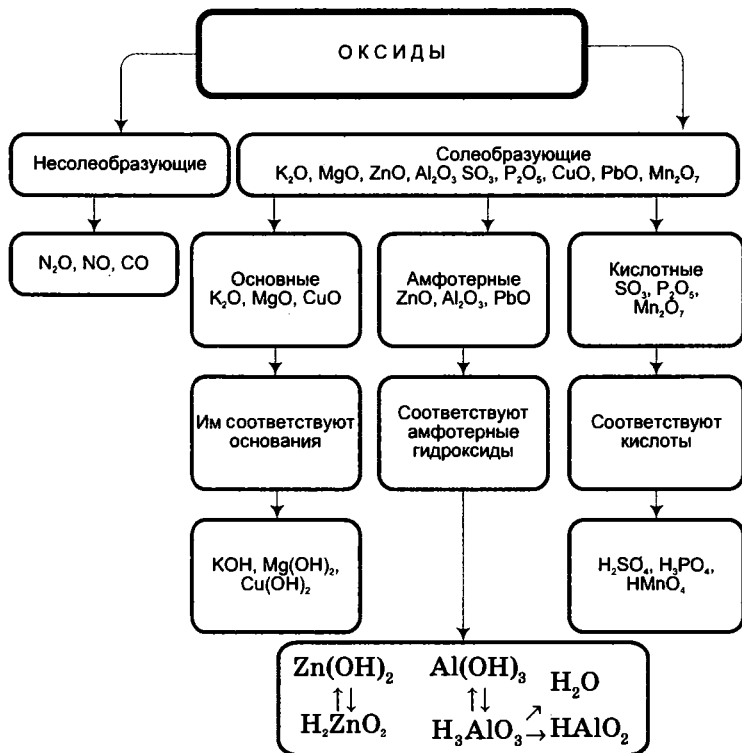 ОКСИДЫ
Несолеобразующие
Солеобразующие
K₂O, MgO, ZnO, Al₂O₃ SO₃, P₂O₅, CuO, PbO, Mn₂O₇
N₂O, NO, CO
Основные
K₂O, MgO, CuO
Амфотерные
ZnO, Al₂O₃, PbO
Кислотные
SO₃, P₂O₅,
Mn₂O₇
Им соответствуют
основания
Соответствуют
амфотерные
гидроксиды
Соответствуют
кислоты
KOH, Mg(OH)₂,
Cu(OH)₂
H₂SO₄, H₃PO₄,
HMnO₄
Zn(OH)₂ Al(OH)₃
↑↓ ↑↓ ↗ H₂O
H₂ZnO₂ H₃AlO₃→HAlO₂